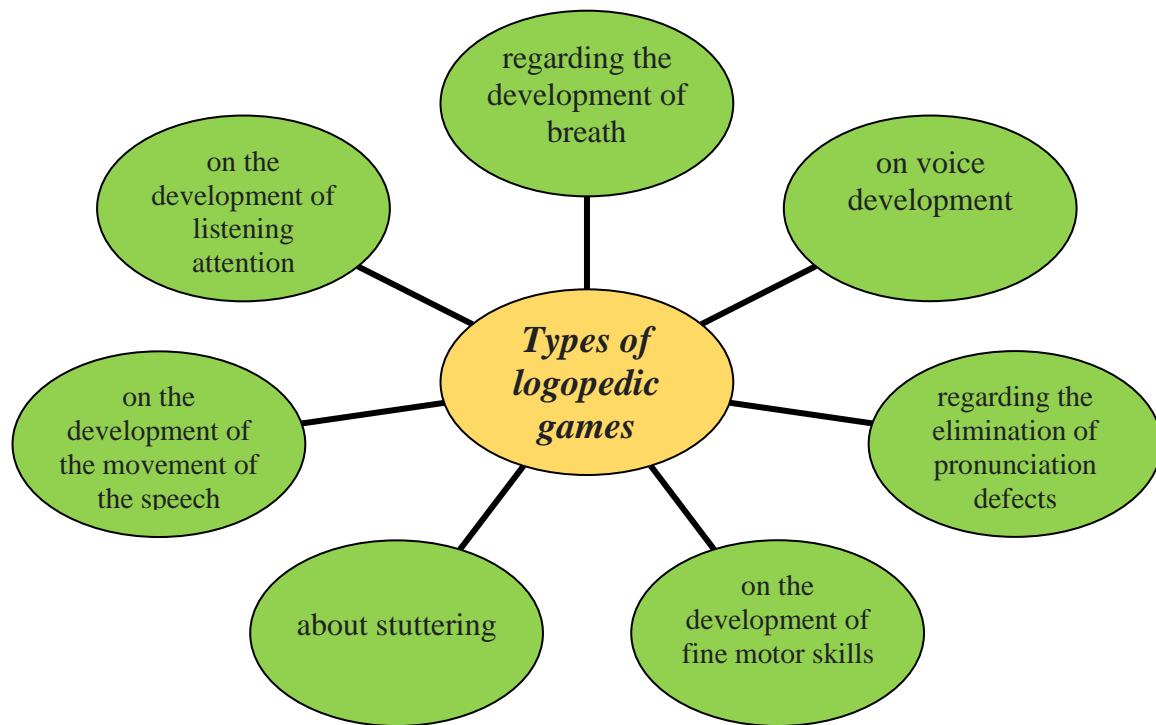 regarding the
development of
breath
on the
development of
listening
attention
on voice
development
Types of
logopedic
games
on the
development of
the movement of
the speech
regarding the
elimination of
pronunciation
defects
about stuttering
on the
development of
fine motor skills